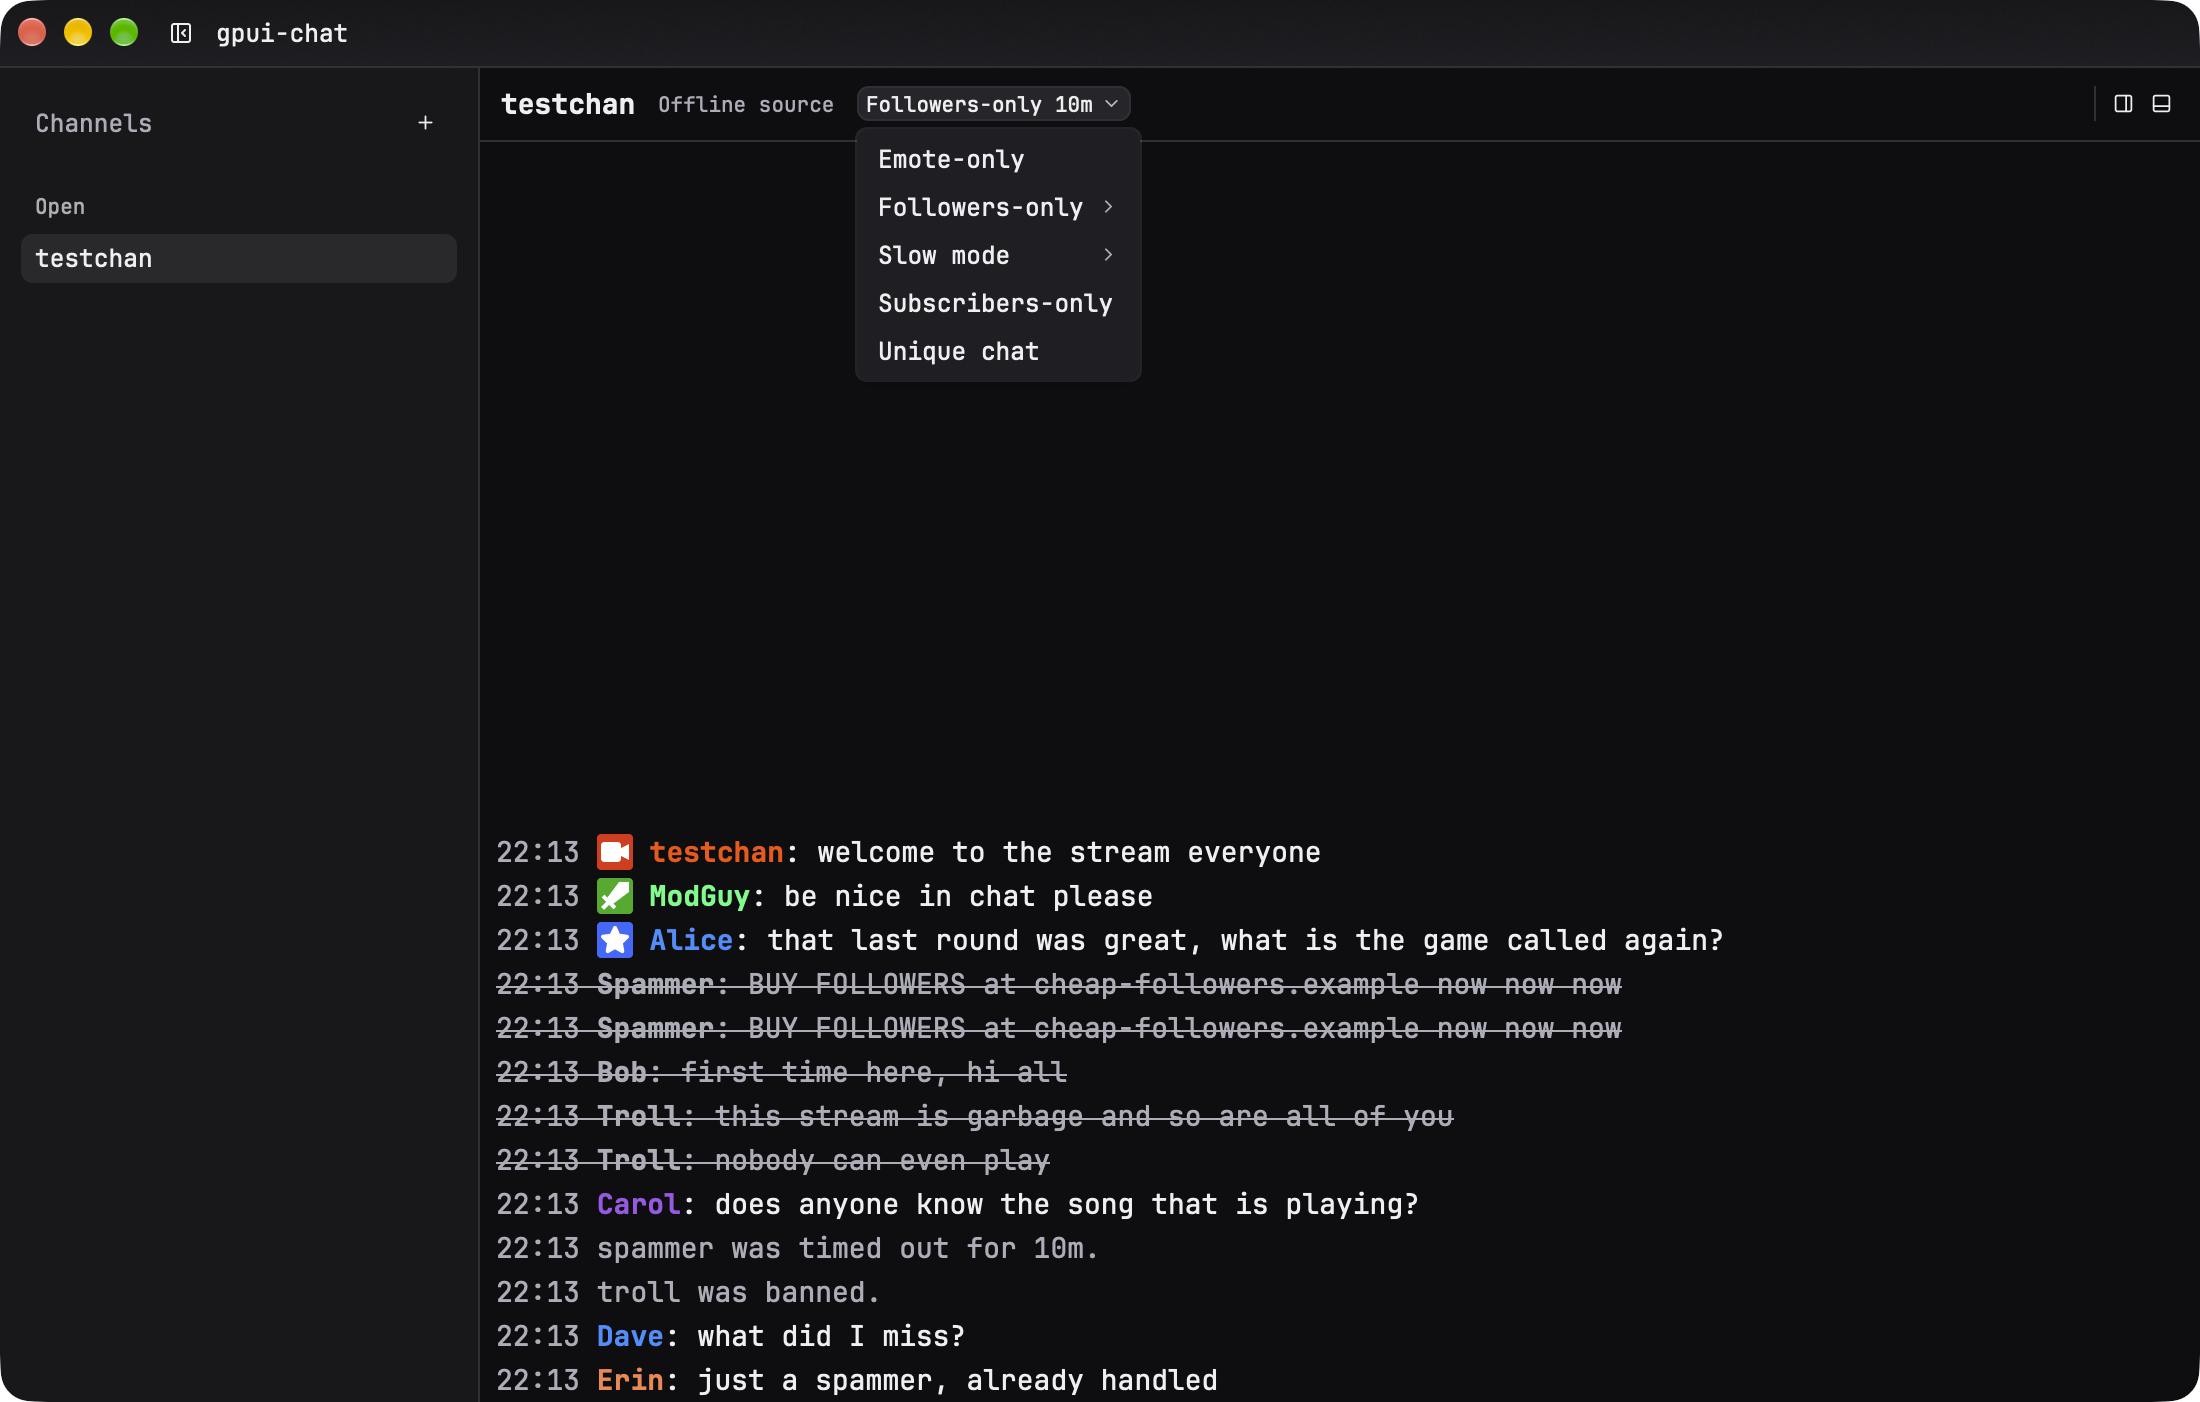 gpui-chat
Channels +
Open
testchan
testchan Offline source Followers-only 10m
Emote-only
Followers-only
Slow mode
Subscribers-only
Unique chat
22:13 testchan: welcome to the stream everyone
22:13 ModGuy: be nice in chat please
22:13 Alice: that last round was great, what is the game called again?
22:13 Spammer: BUY FOLLOWERS at cheap-followers.example now now now
22:13 Spammer: BUY FOLLOWERS at cheap-followers.example now now now
22:13 Bob: first time here, hi all
22:13 Troll: this stream is garbage and so are all of you
22:13 Troll: nobody can even play
22:13 Carol: does anyone know the song that is playing?
22:13 spammer was timed out for 10m.
22:13 troll was banned.
22:13 Dave: what did I miss?
22:13 Erin: just a spammer, already handled